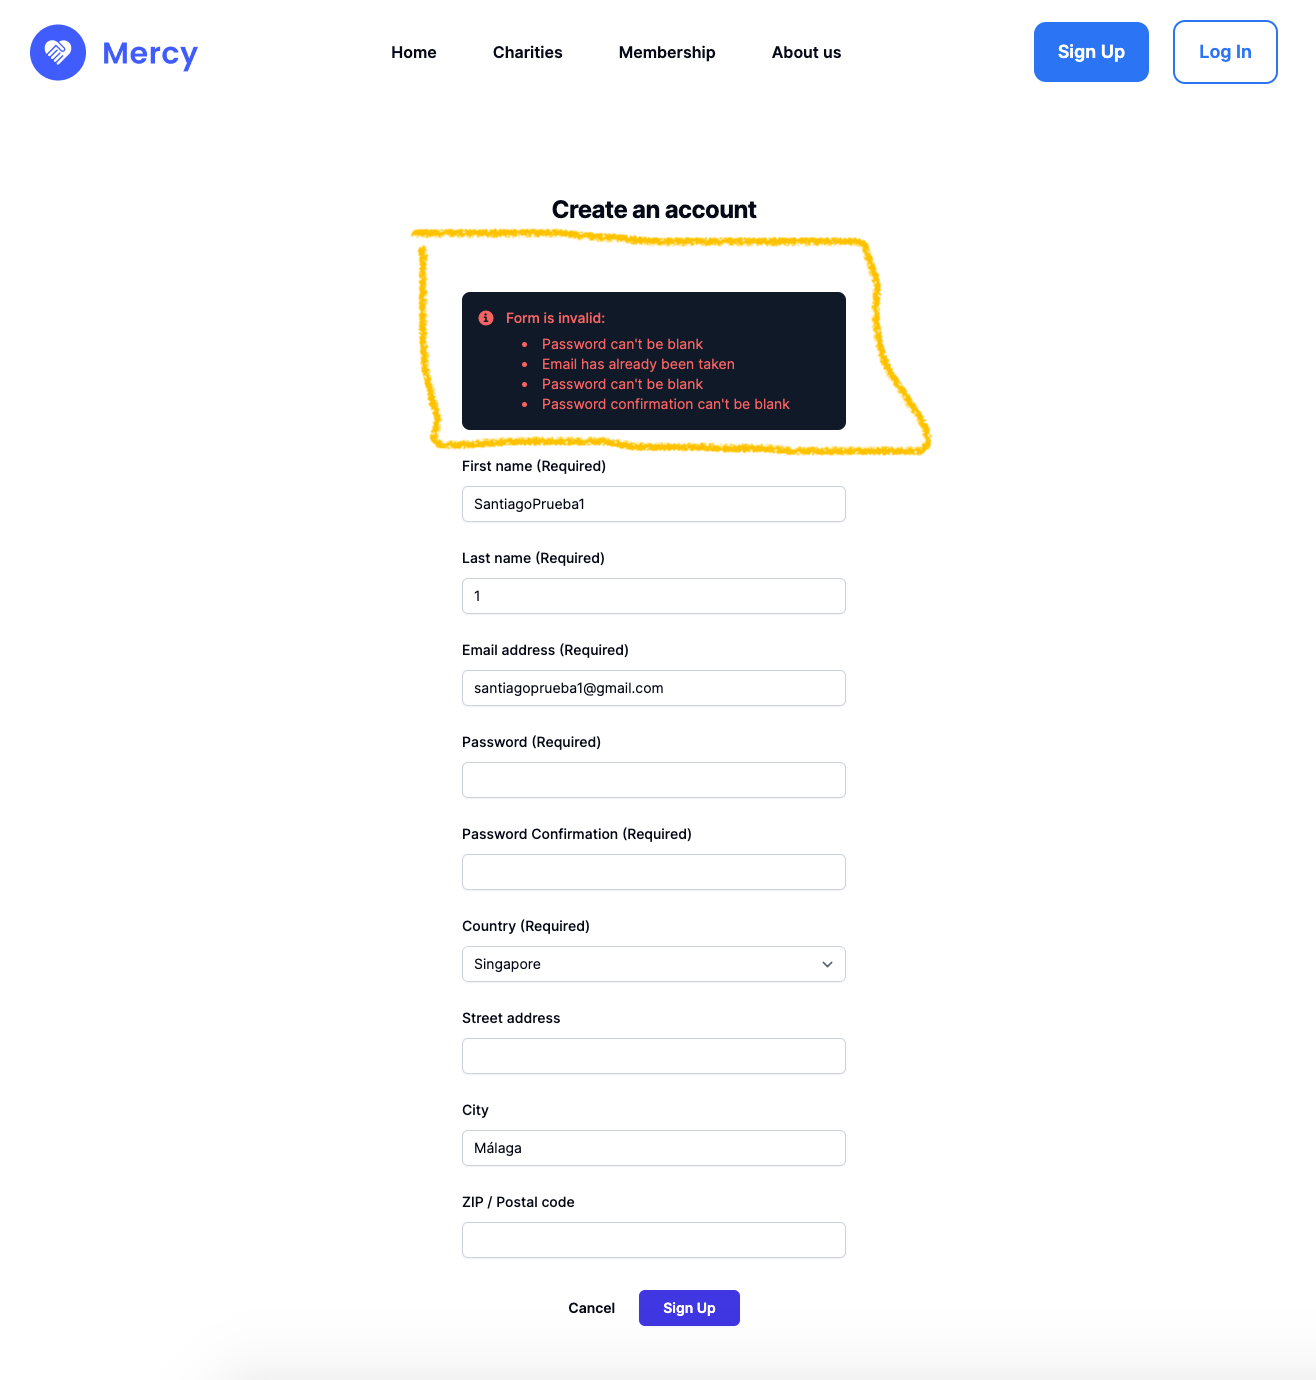 Mercy
Home Charities Membership About us
Sign Up Log In
Create an account
Form is invalid:
• Password can't be blank
• Email has already been taken
• Password can't be blank
• Password confirmation can't be blank
First name (Required)
SantiagoPrueba1
Last name (Required)
1
Email address (Required)
santiagoprueba1@gmail.com
Password (Required)
Password Confirmation (Required)
Country (Required)
Singapore
Street address
City
Málaga
ZIP / Postal code
Cancel Sign Up